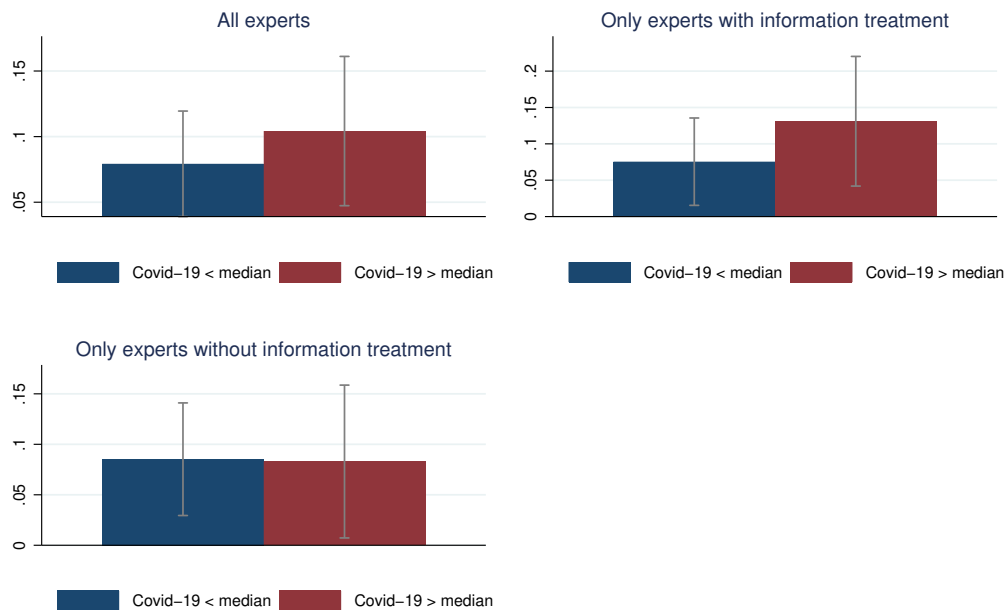 All experts
.15
.1
.05
Covid−19 < median
Covid−19 > median
Only experts with information treatment
.2
.15
.1
.05
0
Covid−19 < median
Covid−19 > median
Only experts without information treatment
.15
.1
.05
0
Covid−19 < median
Covid−19 > median